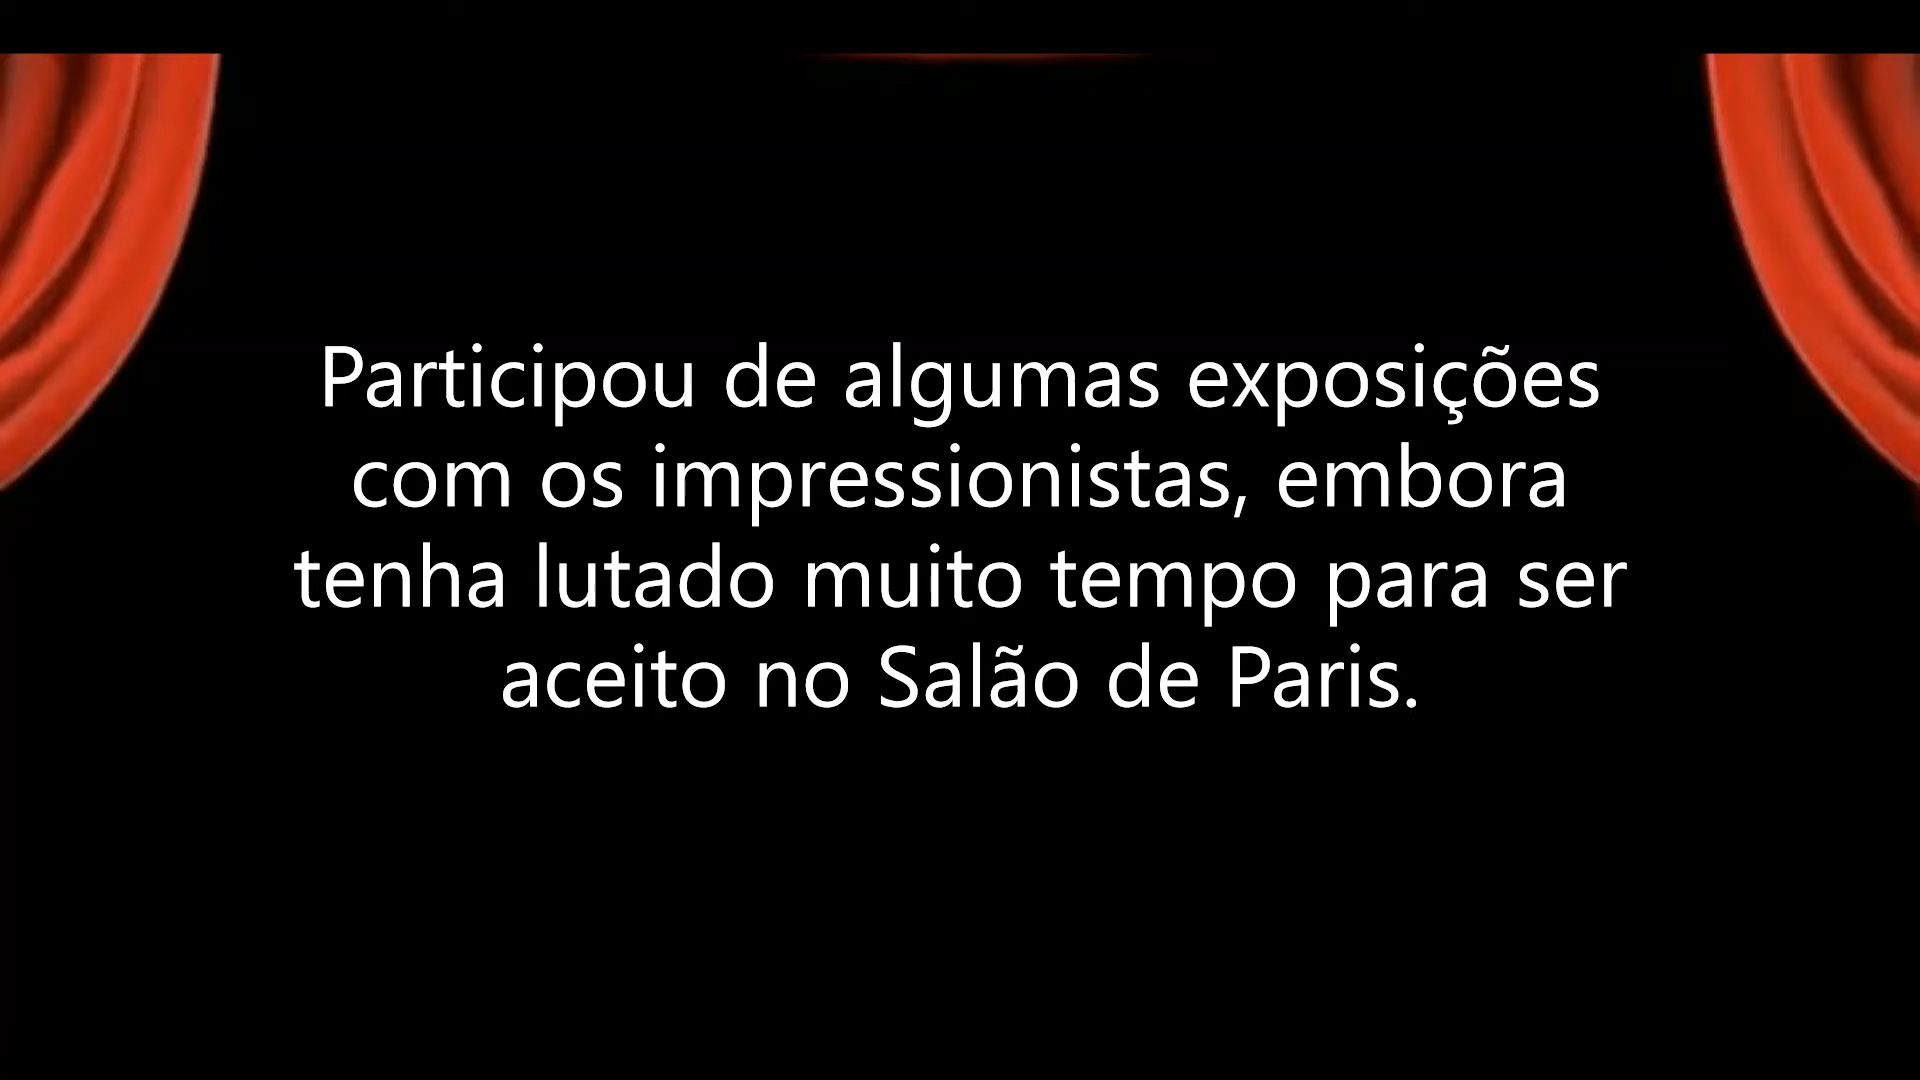 Participou de algumas exposições
com os impressionistas, embora
tenha lutado muito tempo para ser
aceito no Salão de Paris.